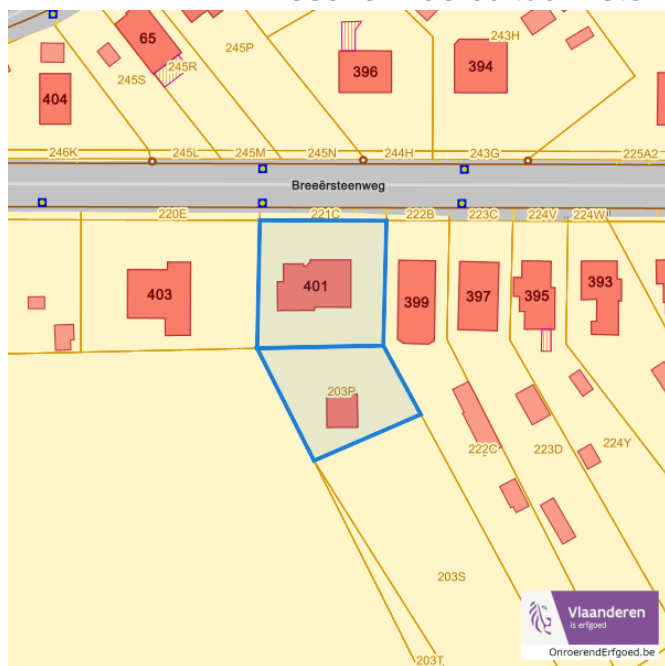 65
245P
243H
245R
245S
396
394
404
246K 245L 245M 245N 244H 243G 225A2
Breeërsteenweg
220E 221C 222B 223C 224V 224W
403 401 399 397 395 393
203P
222C 223D 224Y
203S
203T
Vlaanderen
is erfgoed
OnroerendErfgoed.be